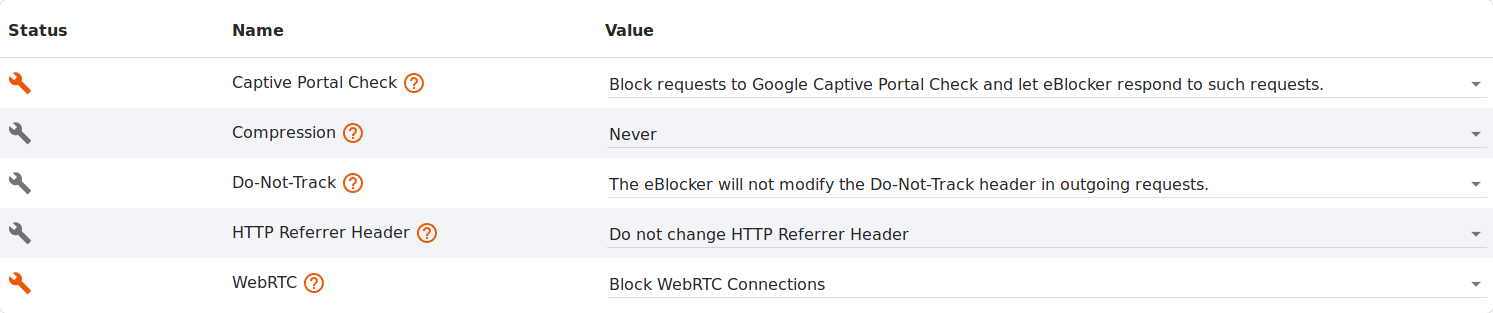 Status Name Value
Captive Portal Check ? Block requests to Google Captive Portal Check and let eBlocker respond to such requests.
Compression ? Never
Do-Not-Track ? The eBlocker will not modify the Do-Not-Track header in outgoing requests.
HTTP Referrer Header ? Do not change HTTP Referrer Header
WebRTC ? Block WebRTC Connections